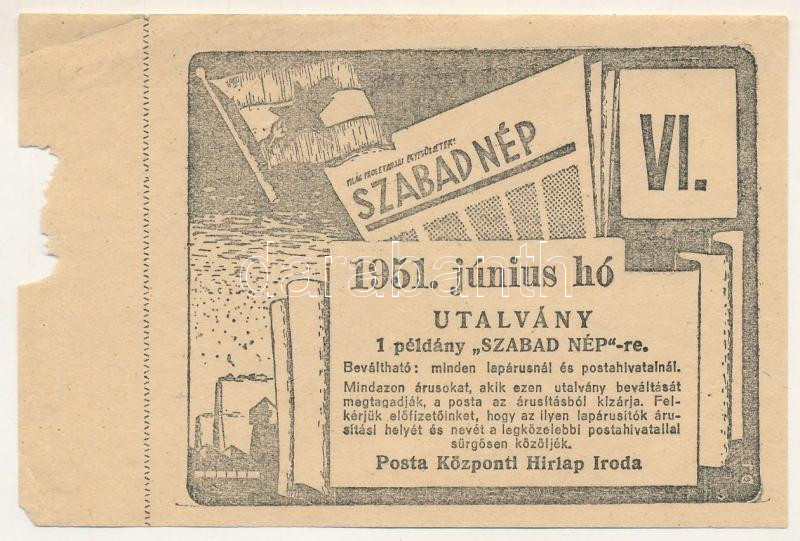 VILÁG PROLETÁRJAI EGYESÜLJETEK!
SZABAD NÉP
VI.
1951. június hó
UTALVÁNY
1 példány „SZABAD NÉP“-re.
Beváltható: minden lapárusnál és postahivatalnál.
Mindazon árusokat, akik ezen utalvány beváltását
megtagadják, a posta az árusításból kizárja. Fel-
kérjük előfizetőinket, hogy az ilyen lapárusítók áru-
sítási helyét és nevét a legközelebbi postahivatallal
sürgősen közöljék.
Posta Központi Hirlap Iroda
darabanth